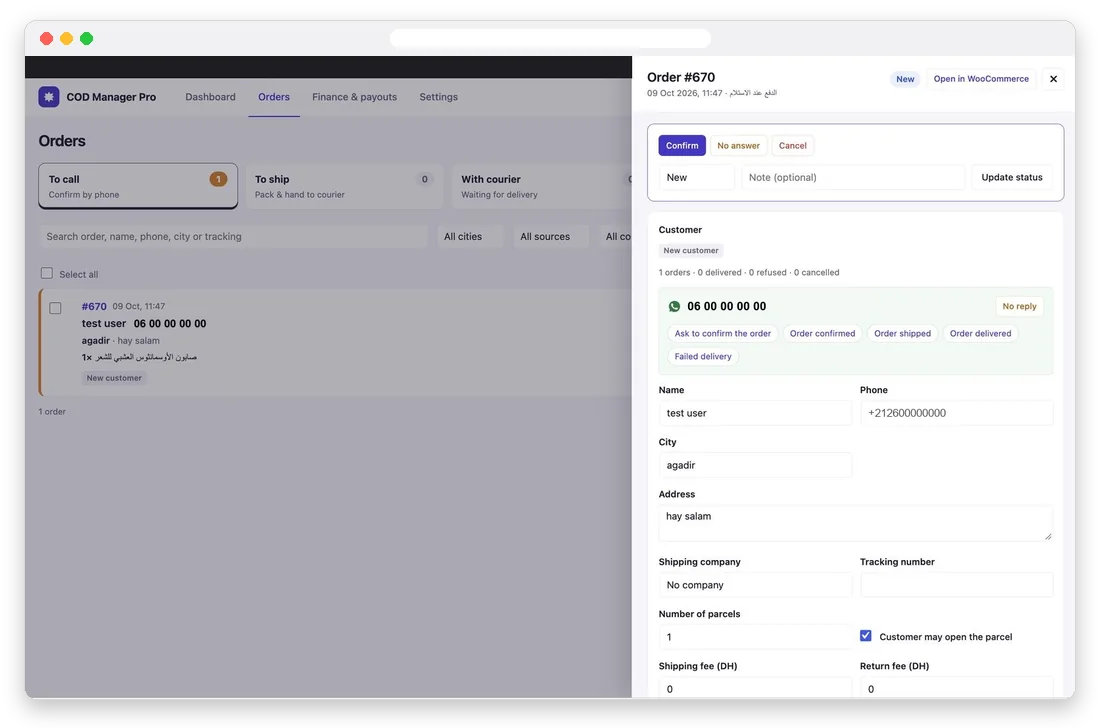 COD Manager Pro
Dashboard
Orders
Finance & payouts
Settings
Orders
To call
1
Confirm by phone
To ship
0
Pack & hand to courier
With courier
Waiting for delivery
Search order, name, phone, city or tracking
All cities
All sources
All co
Select all
#670 09 Oct, 11:47
test user 06 00 00 00 00
agadir · hay salam
1× صابون الأوسمانثوس العشبي للشعر
New customer
1 order
Order #670
New
Open in WooCommerce
09 Oct 2026, 11:47 · الدفع عند الاستلام
Confirm
No answer
Cancel
New
Note (optional)
Update status
Customer
New customer
1 orders · 0 delivered · 0 refused · 0 cancelled
06 00 00 00 00
No reply
Ask to confirm the order
Order confirmed
Order shipped
Order delivered
Failed delivery
Name
Phone
test user
+212600000000
City
agadir
Address
hay salam
Shipping company
Tracking number
No company
Number of parcels
1
Customer may open the parcel
Shipping fee (DH)
Return fee (DH)
0
0